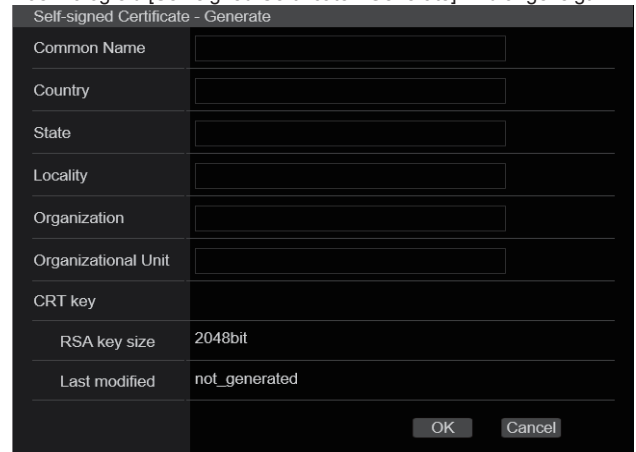 Self-signed Certificate - Generate
Common Name
Country
State
Locality
Organization
Organizational Unit
CRT key
RSA key size 2048bit
Last modified not_generated
OK Cancel